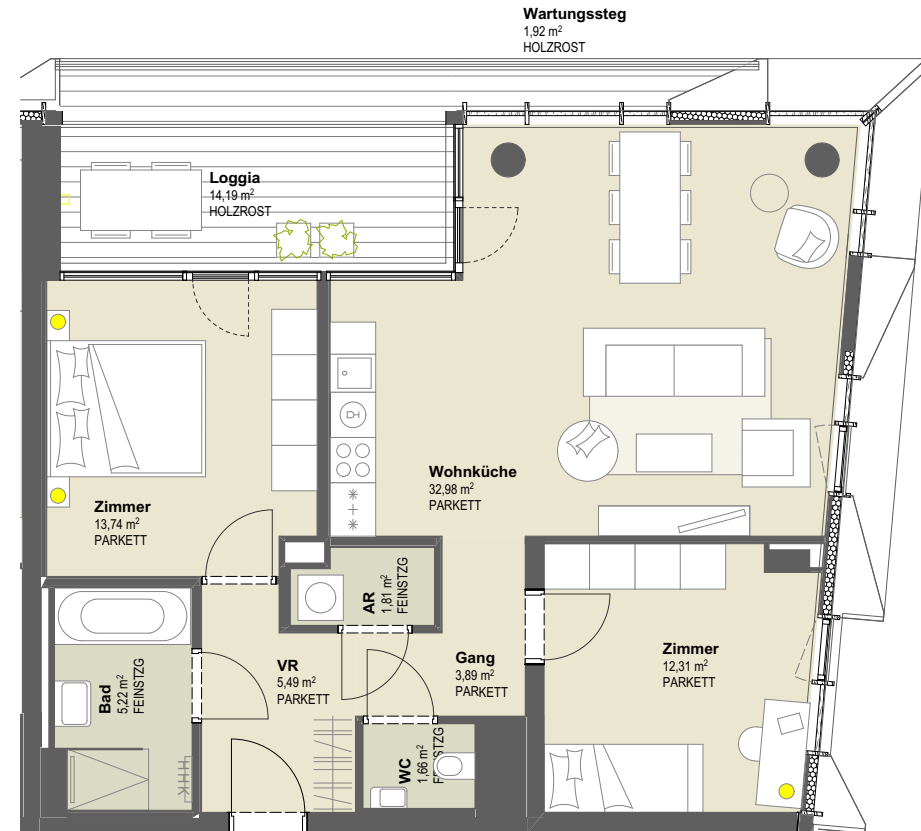 Wartungssteg
1,92 m²
HOLZROST
Loggia
14,19 m²
HOLZROST
Wohnküche
32,98 m²
PARKETT
Zimmer
13,74 m²
PARKETT
AR
1,81 m²
FEINSTZG
Zimmer
12,31 m²
PARKETT
Gang
3,89 m²
PARKETT
VR
5,49 m²
PARKETT
Bad
5,22 m²
FEINSTZG
WC
1,66 m²
FEINSTZG